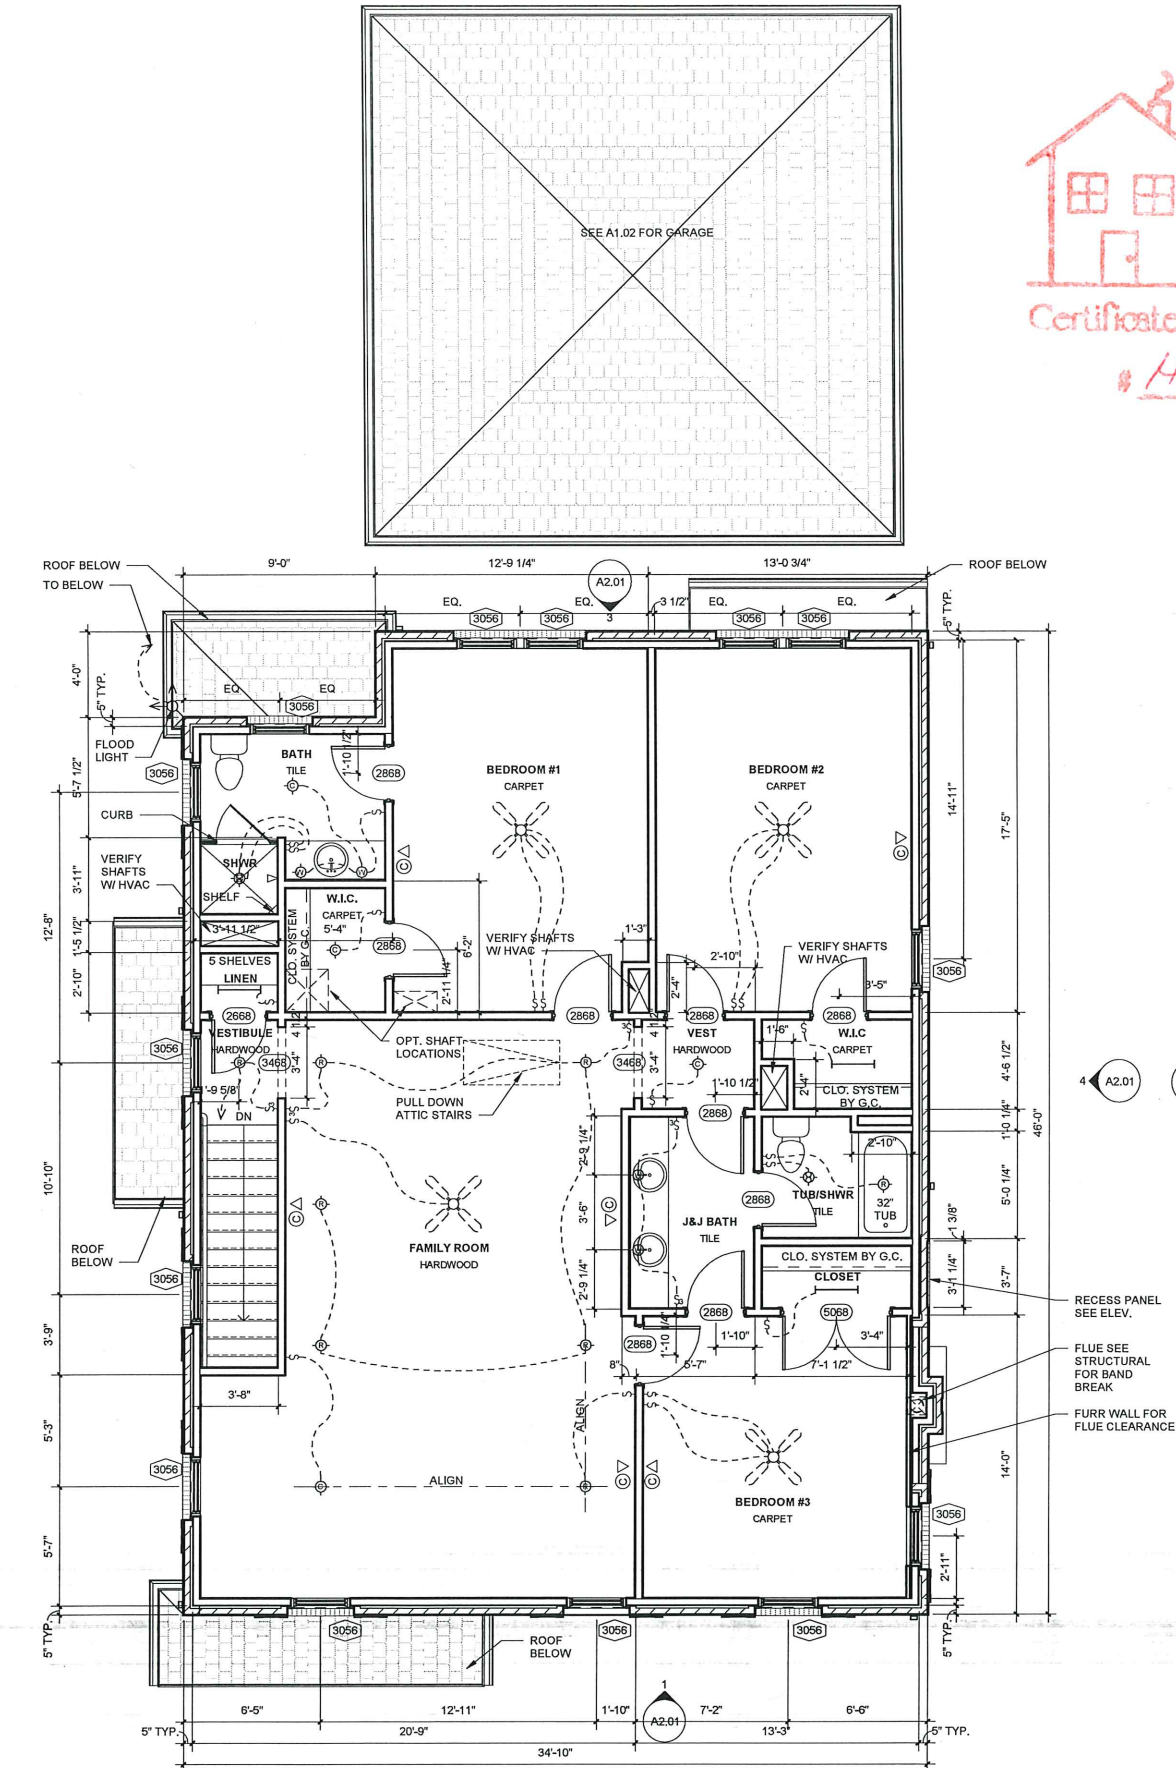 SEE A1.02 FOR GARAGE
Certificate
ROOF BELOW
TO BELOW
9'-0"
12'-9 1/4"
13'-0 3/4"
ROOF BELOW
A2.01
3
EQ.
3056
3056
EQ.
3 1/2"
EQ.
3056
3056
EQ.
5" TYP.
4'-0"
5" TYP.
EQ
EQ
3056
FLOOD
LIGHT
3056
5'-7 1/2"
BATH
TILE
1'-10 1/2"
2868
BEDROOM #1
CARPET
BEDROOM #2
CARPET
14'-11"
17'-5"
CURB
VERIFY
SHAFTS
W/ HVAC
3'-11"
SHWR
SHELF
W.I.C.
CARPET
5'-4"
3'-11 1/2"
CLO. SYSTEM
BY G.C.
2868
12'-8"
1'-5 1/2"
2'-10"
5 SHELVES
LINEN
6'-2"
2'-11 1/4"
VERIFY SHAFTS
W/ HVAC
1'-3"
2'-10"
2'-4"
VERIFY SHAFTS
W/ HVAC
3'-5"
3056
2668
VESTIBULE
HARDWOOD
4 1/2"
3468
3'-4"
OPT. SHAFT
LOCATIONS
2868
4 1/2"
3468
3'-4"
2868
VEST
HARDWOOD
1'-6"
2868
W.I.C
CARPET
4'-6 1/2"
3056
PULL DOWN
ATTIC STAIRS
1'-10 1/2"
2'-4"
CLO. SYSTEM
BY G.C.
4
A2.01
DN
2868
1'-0 1/4"
46'-0"
10'-10"
2'-9 1/4"
3'-6"
2'-9 1/4"
2'-10"
5'-0 1/4"
2868
TUB/SHWR
TILE
32"
TUB
J&J BATH
TILE
1 3/8"
ROOF
BELOW
FAMILY ROOM
HARDWOOD
CLO. SYSTEM BY G.C.
CLOSET
3'-1 1/4"
3'-7"
3056
2868
5068
RECESS PANEL
SEE ELEV.
3'-9"
2868
1'-10 1/4"
1'-10"
3'-4"
8"
5'-7"
7'-1 1/2"
FLUE SEE
STRUCTURAL
FOR BAND
BREAK
3'-8"
FURR WALL FOR
FLUE CLEARANCE
5'-3"
ALIGN
3056
ALIGN
14'-0"
BEDROOM #3
CARPET
3056
5'-7"
2'-11"
5" TYP.
3056
3056
3056
5" TYP.
ROOF
BELOW
6'-5"
12'-11"
1'-10"
1
A2.01
7'-2"
6'-6"
5" TYP.
20'-9"
13'-3"
5" TYP.
34'-10"